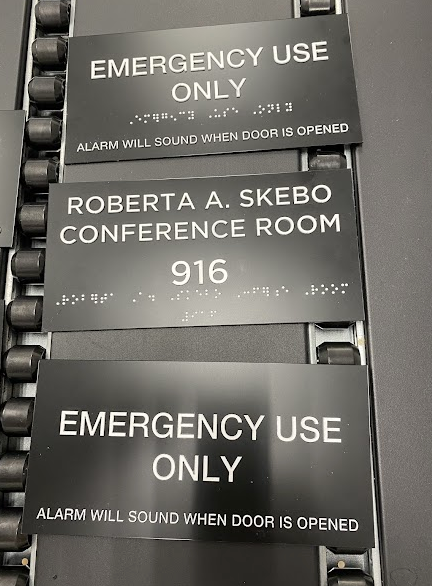 EMERGENCY USE
ONLY
ALARM WILL SOUND WHEN DOOR IS OPENED
ROBERTA A. SKEBO
CONFERENCE ROOM
916
EMERGENCY USE
ONLY
ALARM WILL SOUND WHEN DOOR IS OPENED